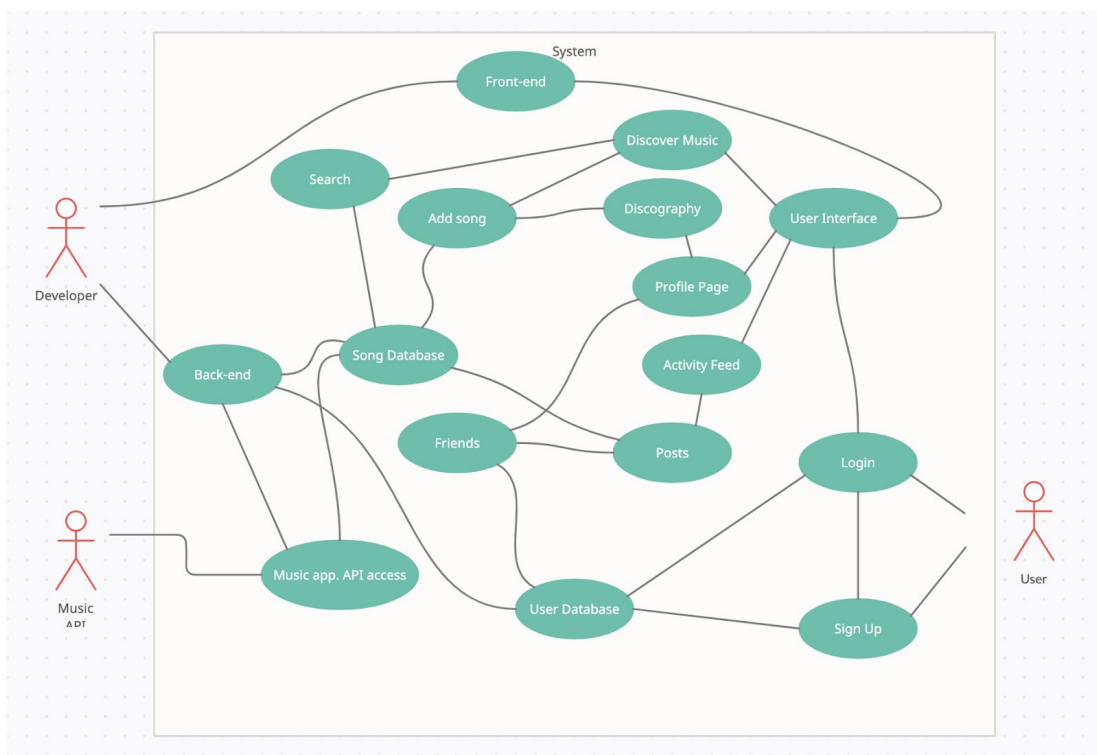 System
Front-end
Discover Music
Search
Discography
Add song
User Interface
Profile Page
Developer
Song Database
Activity Feed
Back-end
Friends
Posts
Login
Music app. API access
User
Music
API
User Database
Sign Up